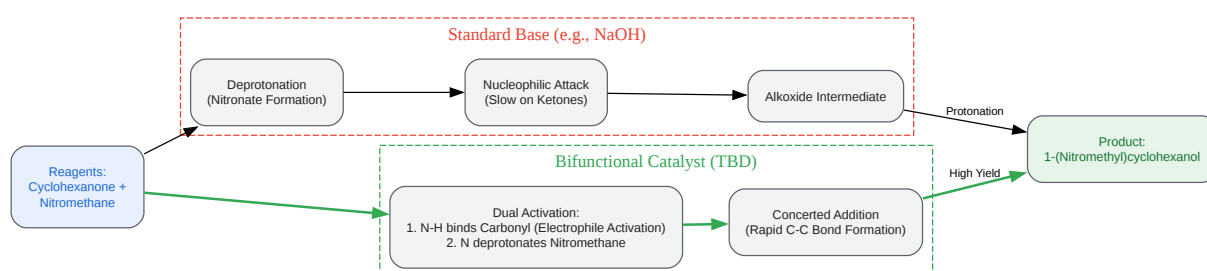 Standard Base (e.g., NaOH)
Deprotonation
(Nitronate Formation)
Nucleophilic Attack
(Slow on Ketones)
Alkoxide Intermediate
Protonation
Reagents:
Cyclohexanone +
Nitromethane
Product:
1-(Nitromethyl)cyclohexanol
Bifunctional Catalyst (TBD)
High Yield
Dual Activation:
1. N-H binds Carbonyl (Electrophile Activation)
2. N deprotonates Nitromethane
Concerted Addition
(Rapid C-C Bond Formation)